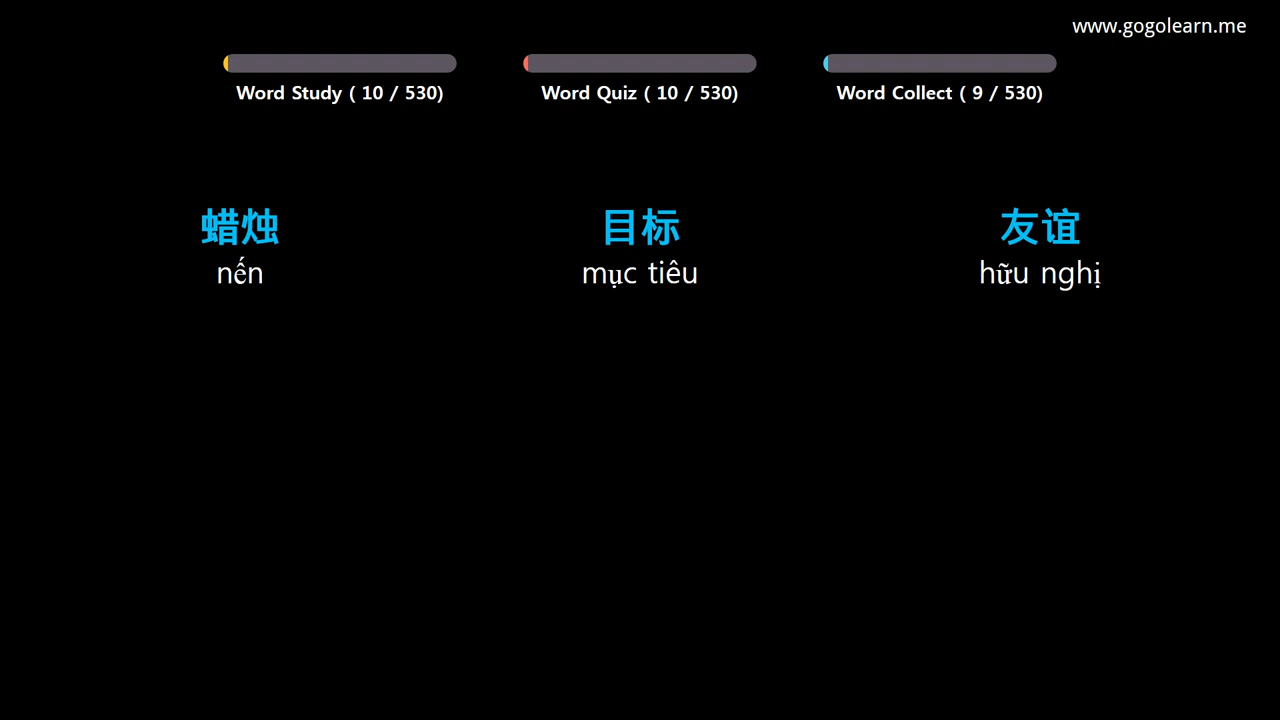 www.gogolearn.me
Word Study ( 10 / 530)
Word Quiz ( 10 / 530)
Word Collect ( 9 / 530)
蜡烛
nến
目标
mục tiêu
友谊
hữu nghị